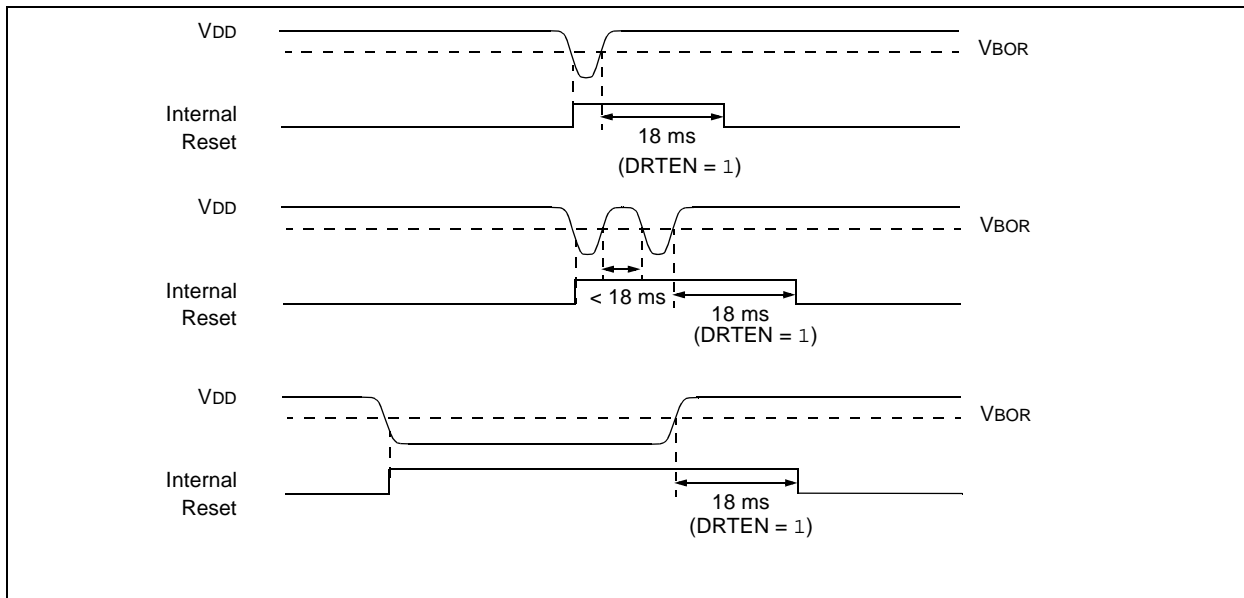 VDD
VBOR
Internal
Reset
18 ms
(DRTEN = 1)
VDD
VBOR
Internal
Reset
< 18 ms
18 ms
(DRTEN = 1)
VDD
VBOR
Internal
Reset
18 ms
(DRTEN = 1)